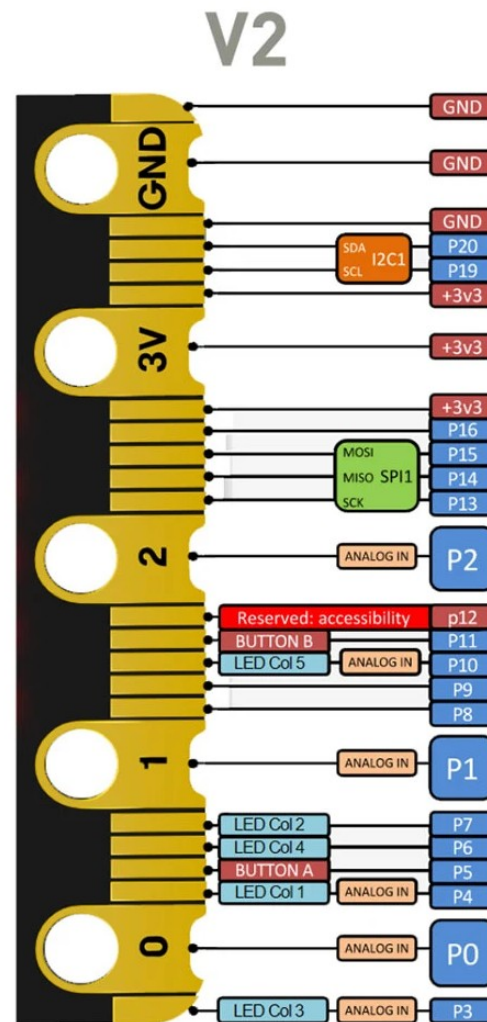 V2
GND
GND
GND
GND
SDA I2C1 P20
SCL P19
+3v3
3V +3v3
+3v3
P16
MOSI P15
MISO SPI1 P14
SCK P13
2 ANALOG IN P2
Reserved: accessibility p12
BUTTON B P11
LED Col 5 ANALOG IN P10
P9
P8
1 ANALOG IN P1
LED Col 2 P7
LED Col 4 P6
BUTTON A P5
LED Col 1 ANALOG IN P4
0 ANALOG IN P0
LED Col 3 ANALOG IN P3